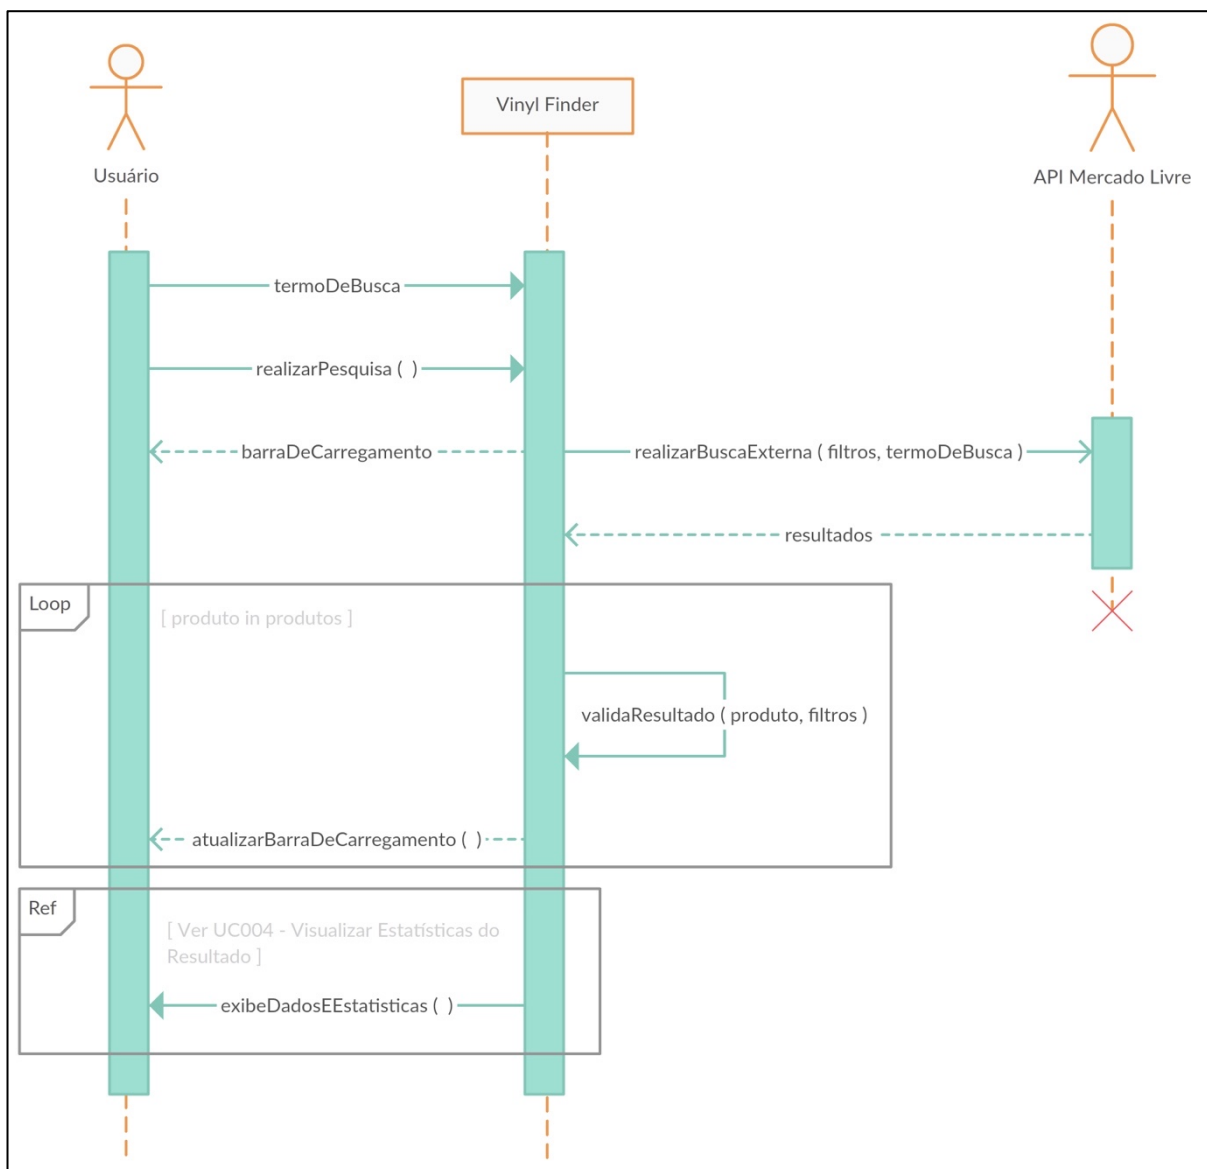 Usuário
Vinyl Finder
API Mercado Livre
termoDeBusca
realizarPesquisa ( )
barraDeCarregamento
realizarBuscaExterna ( filtros, termoDeBusca )
resultados
Loop
[ produto in produtos ]
validaResultado ( produto, filtros )
atualizarBarraDeCarregamento ( )
Ref
[ Ver UC004 - Visualizar Estatísticas do
Resultado ]
exibeDadosEEstatisticas ( )